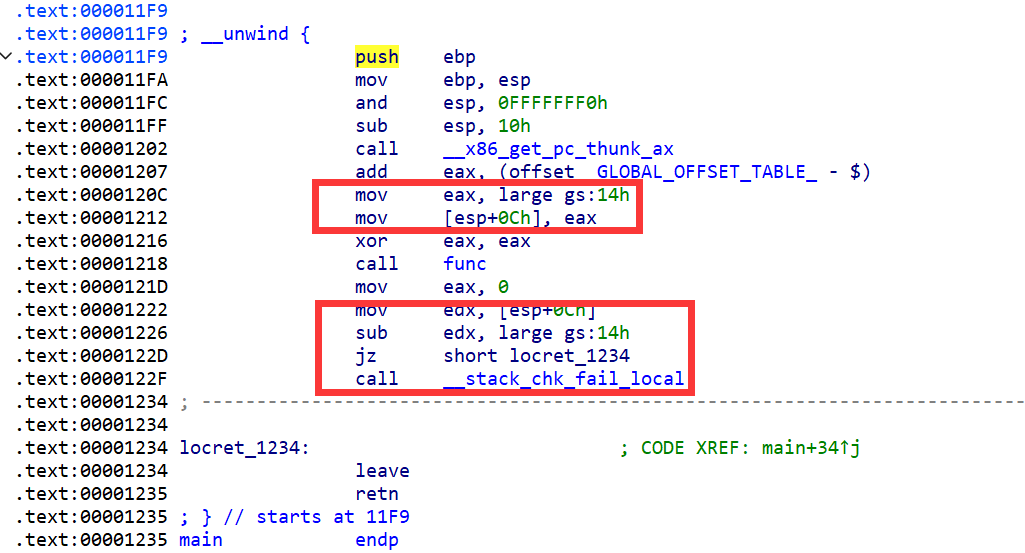 .text:000011F9
.text:000011F9 ; __unwind {
.text:000011F9 push ebp
.text:000011FA mov ebp, esp
.text:000011FC and esp, 0FFFFFFF0h
.text:000011FF sub esp, 10h
.text:00001202 call __x86_get_pc_thunk_ax
.text:00001207 add eax, (offset _GLOBAL_OFFSET_TABLE_ - $)
.text:0000120C mov eax, large gs:14h
.text:00001212 mov [esp+0Ch], eax
.text:00001216 xor eax, eax
.text:00001218 call func
.text:0000121D mov eax, 0
.text:00001222 mov edx, [esp+0Ch]
.text:00001226 sub edx, large gs:14h
.text:0000122D jz short locret_1234
.text:0000122F call __stack_chk_fail_local
.text:00001234 ; ---------------------------------------------------------------------------
.text:00001234
.text:00001234 locret_1234: ; CODE XREF: main+34↑j
.text:00001234 leave
.text:00001235 retn
.text:00001235 ; } // starts at 11F9
.text:00001235 main endp